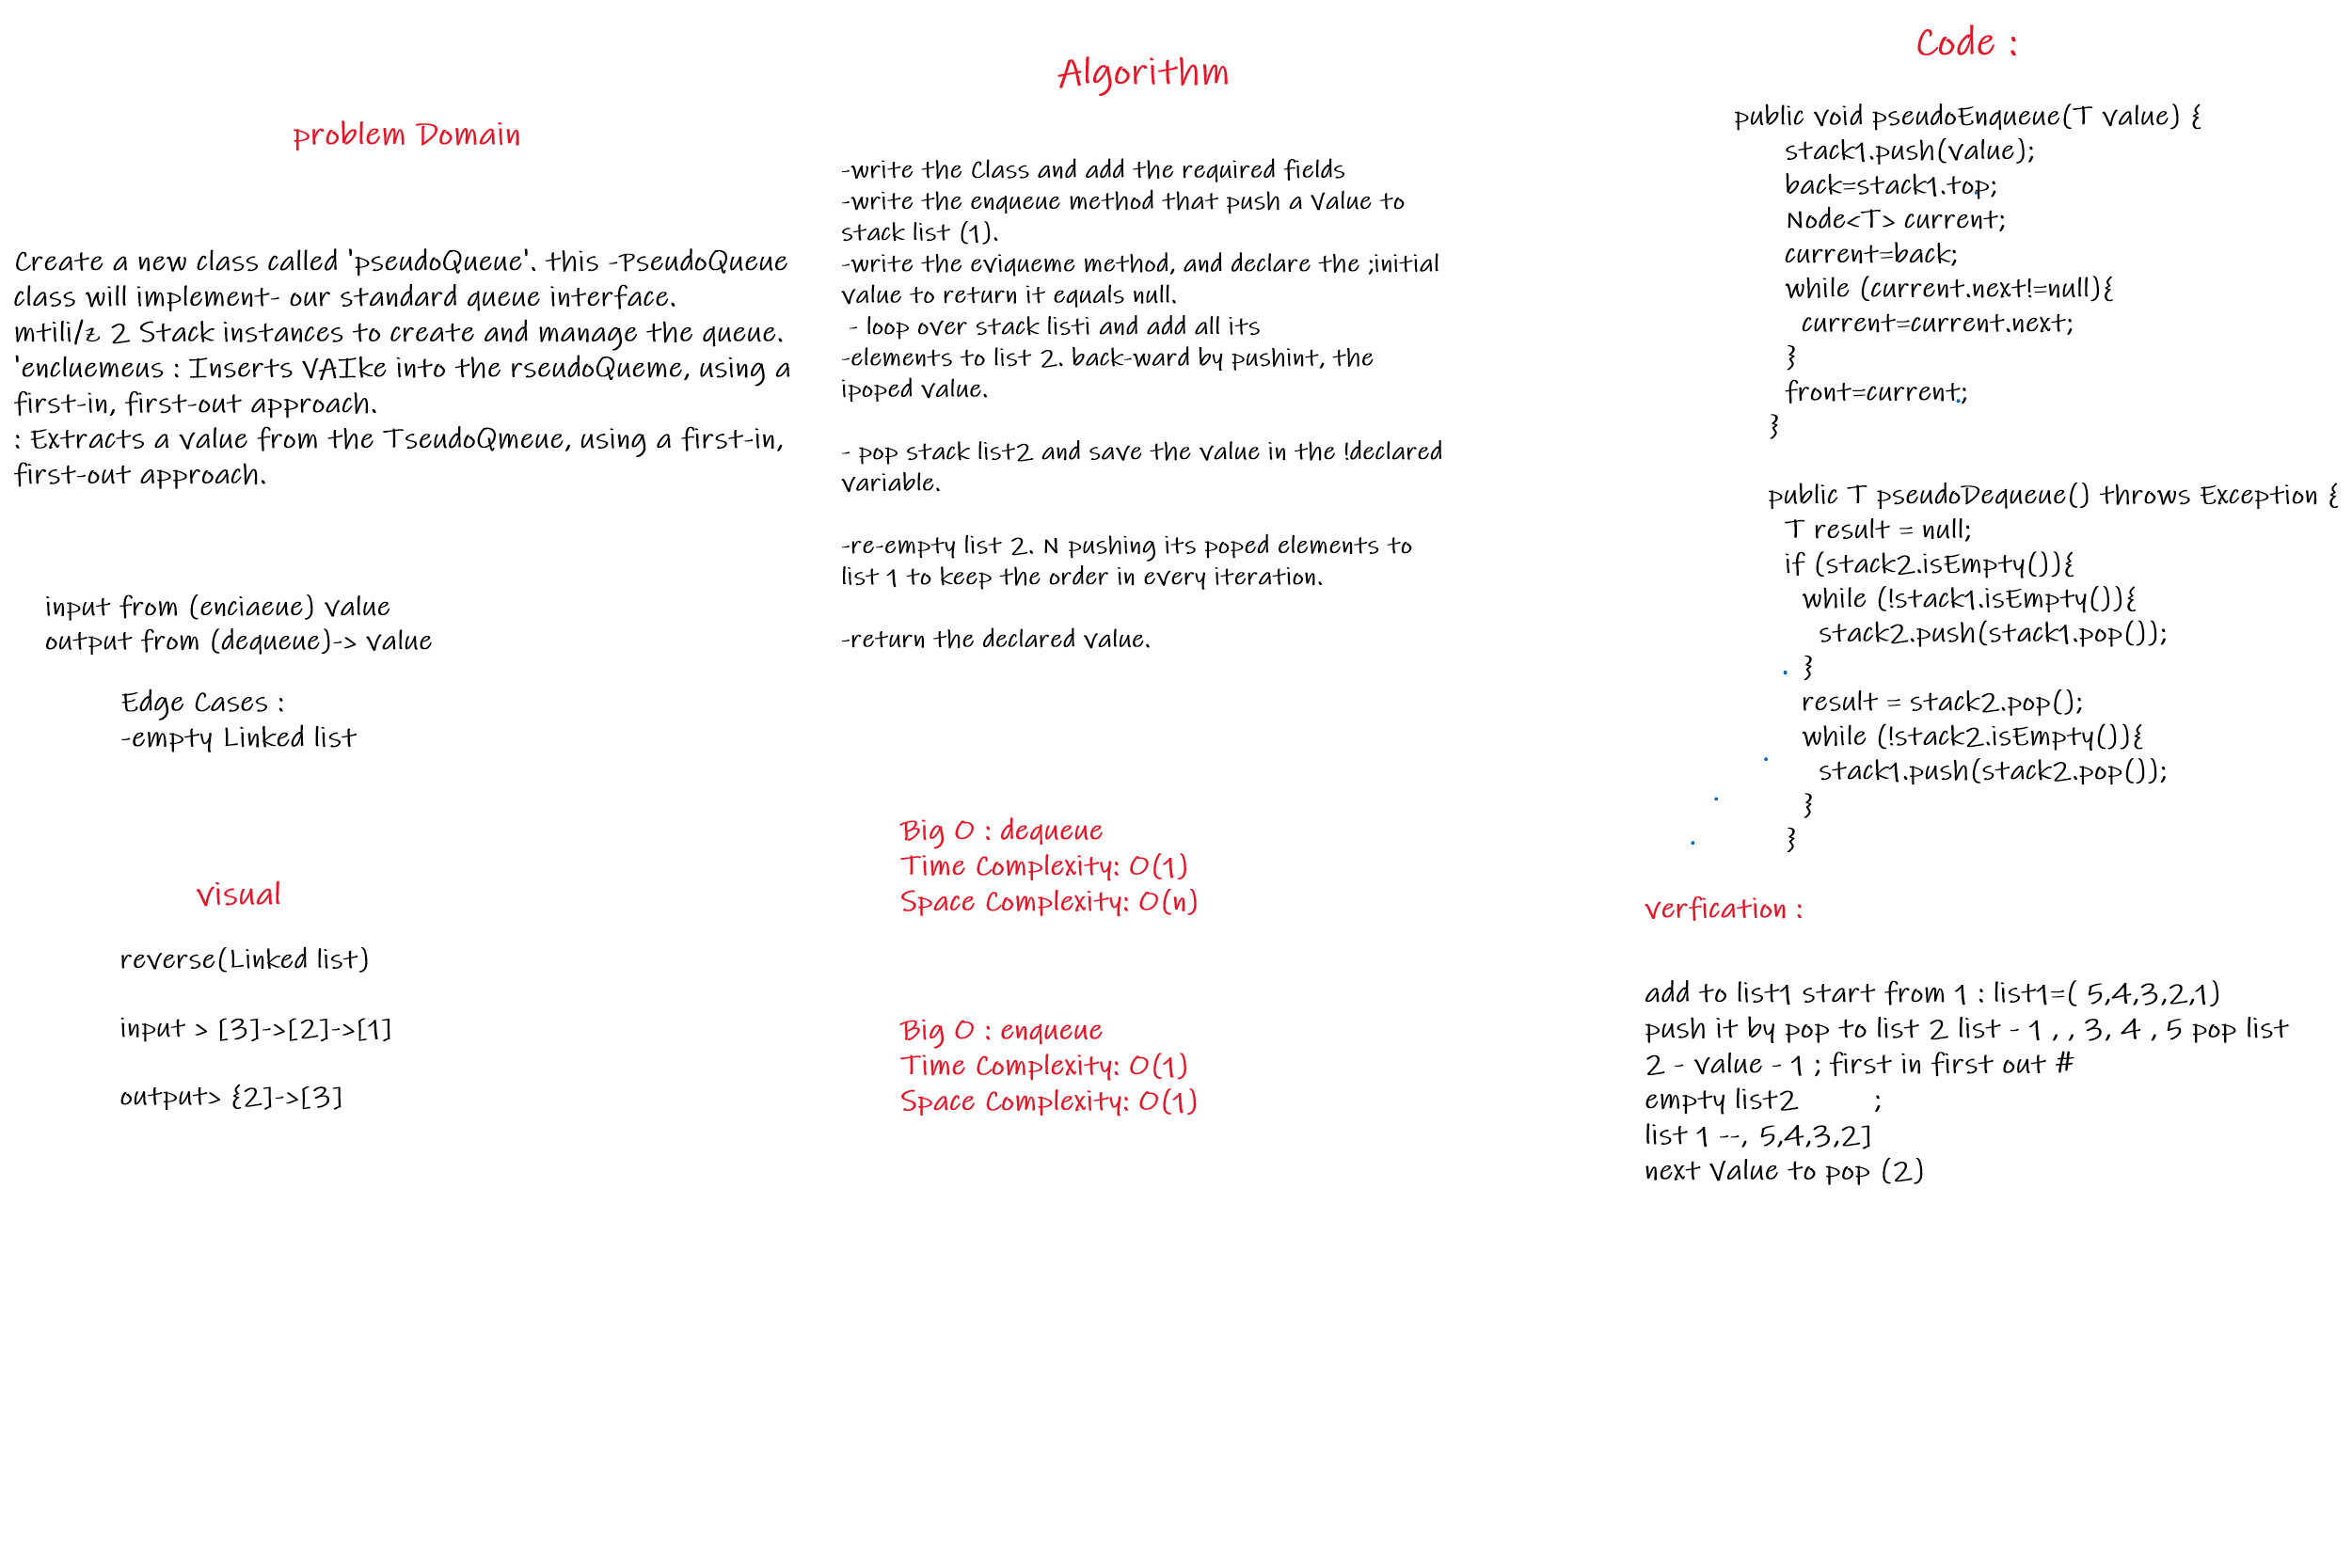 problem Domain
Create a new class called 'pseudoQueue'. this -PseudoQueue
class will implement- our standard queue interface.
mtili/z 2 Stack instances to create and manage the queue.
'encluemeus : Inserts VAIke into the rseudoQueme, using a
first-in, first-out approach.
: Extracts a value from the TseudoQmeue, using a first-in,
first-out approach.
input from (enciaeue) value
output from (dequeue)-> value
Edge Cases :
-empty Linked list
visual
reverse(Linked list)
input > [3]->[2]->[1]
output> {2]->[3]
Algorithm
-write the Class and add the required fields
-write the enqueue method that push a Value to
stack list (1).
-write the eviqueme method, and declare the ;initial
value to return it equals null.
- loop over stack listi and add all its
-elements to list 2. back-ward by pushint, the
ipoped value.
- pop stack list2 and save the value in the !declared
variable.
-re-empty list 2. N pushing its poped elements to
list 1 to keep the order in every iteration.
-return the declared value.
Big O : dequeue
Time Complexity: O(1)
Space Complexity: O(n)
Big O : enqueue
Time Complexity: O(1)
Space Complexity: O(1)
Code :
public void pseudoEnqueue(T value) {
stack1.push(value);
back=stack1.top;
Node<T> current;
current=back;
while (current.next!=null){
current=current.next;
}
front=current;
}
public T pseudoDequeue() throws Exception {
T result = null;
if (stack2.isEmpty()){
while (!stack1.isEmpty()){
stack2.push(stack1.pop());
}
result = stack2.pop();
while (!stack2.isEmpty()){
stack1.push(stack2.pop());
}
}
verfication :
add to list1 start from 1 : list1=( 5,4,3,2,1)
push it by pop to list 2 list - 1 , , 3, 4 , 5 pop list
2 - value - 1 ; first in first out #
empty list2 ;
list 1 --, 5,4,3,2]
next Value to pop (2)